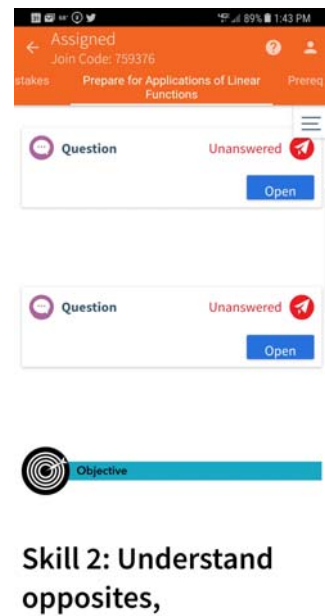 89% 1:43 PM
Assigned
Join Code: 759376
stakes Prepare for Applications of Linear Functions Prereq
Question Unanswered
Open
Question Unanswered
Open
Objective
Skill 2: Understand
opposites,